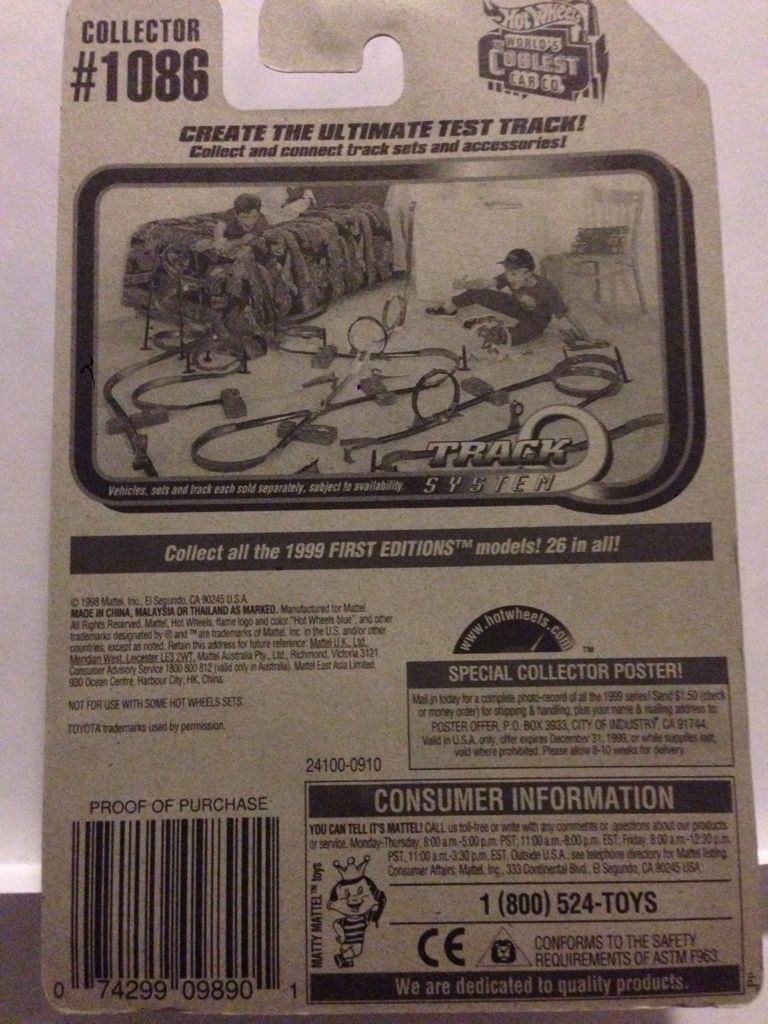 COLLECTOR
#1086
Hot Wheels
WORLD'S
COOLEST
CAR CO.
CREATE THE ULTIMATE TEST TRACK!
Collect and connect track sets and accessories!
TRACK
SYSTEM
Vehicles, sets and track each sold separately, subject to availability.
Collect all the 1999 FIRST EDITIONS™ models! 26 in all!
© 1998 Mattel, Inc., El Segundo, CA 90245 U.S.A.
MADE IN CHINA, MALAYSIA OR THAILAND AS MARKED. Manufactured for Mattel.
All Rights Reserved. Mattel, Hot Wheels, flame logo and color "Hot Wheels blue", and other
trademarks designated by ® and ™ are trademarks of Mattel, Inc. in the U.S. and/or other
countries, except as noted. Retain this address for future reference: Mattel U.K., Ltd.,
Meridian West, Leicester LE3 2WT. Mattel Australia Pty., Ltd., Richmond, Victoria 3121.
Consumer Advisory Service 1800 800 812 (valid only in Australia). Mattel East Asia Limited,
930 Ocean Centre, Harbour City, HK, China.
NOT FOR USE WITH SOME HOT WHEELS SETS.
TOYOTA trademarks used by permission.
www.hotwheels.com ™
SPECIAL COLLECTOR POSTER!
Mail in today for a complete photo-record of all the 1999 series! Send $1.50 (check
or money order) for shipping & handling, plus your name & mailing address to:
POSTER OFFER, P.O. BOX 3933, CITY OF INDUSTRY, CA 91744.
Valid in U.S.A. only, offer expires December 31, 1999, or while supplies last,
void where prohibited. Please allow 8-10 weeks for delivery.
24100-0910
PROOF OF PURCHASE
0 74299 09890 1
CONSUMER INFORMATION
YOU CAN TELL IT'S MATTEL! CALL us toll-free or write with any comments or questions about our products
or service. Monday-Thursday, 8:00 a.m.-5:00 p.m. PST; 11:00 a.m.-8:00 p.m. EST; Friday, 8:00 a.m.-12:30 p.m.
PST, 11:00 a.m.-3:30 p.m. EST. Outside U.S.A., see telephone directory for Mattel listing.
Consumer Affairs, Mattel, Inc., 333 Continental Blvd., El Segundo, CA 90245 USA
MATTY MATTEL™ toys
1 (800) 524-TOYS
CE
CONFORMS TO THE SAFETY
REQUIREMENTS OF ASTM F963.
We are dedicated to quality products.
PP